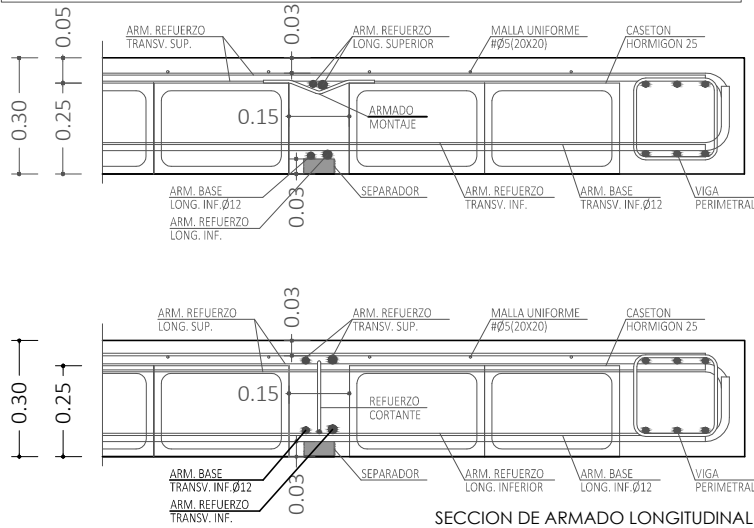 0.05
0.30
0.25
ARM. REFUERZO
TRANSV. SUP.
0.03
ARM. REFUERZO
LONG. SUPERIOR
MALLA UNIFORME
#Ø5(20X20)
CASETON
HORMIGON 25
0.15
ARMADO
MONTAJE
ARM. BASE
LONG. INF.Ø12
ARM. REFUERZO
LONG. INF.
0.03
SEPARADOR
ARM. REFUERZO
TRANSV. INF.
ARM. BASE
TRANSV. INF.Ø12
VIGA
PERIMETRAL
0.30
0.25
ARM. REFUERZO
LONG. SUP.
0.03
ARM. REFUERZO
TRANSV. SUP.
MALLA UNIFORME
#Ø5(20X20)
CASETON
HORMIGON 25
0.15
REFUERZO
CORTANTE
ARM. BASE
TRANSV. INF.Ø12
ARM. REFUERZO
TRANSV. INF.
0.03
SEPARADOR
ARM. REFUERZO
LONG. INFERIOR
ARM. BASE
LONG. INF.Ø12
VIGA
PERIMETRAL
SECCION DE ARMADO LONGITUDINAL